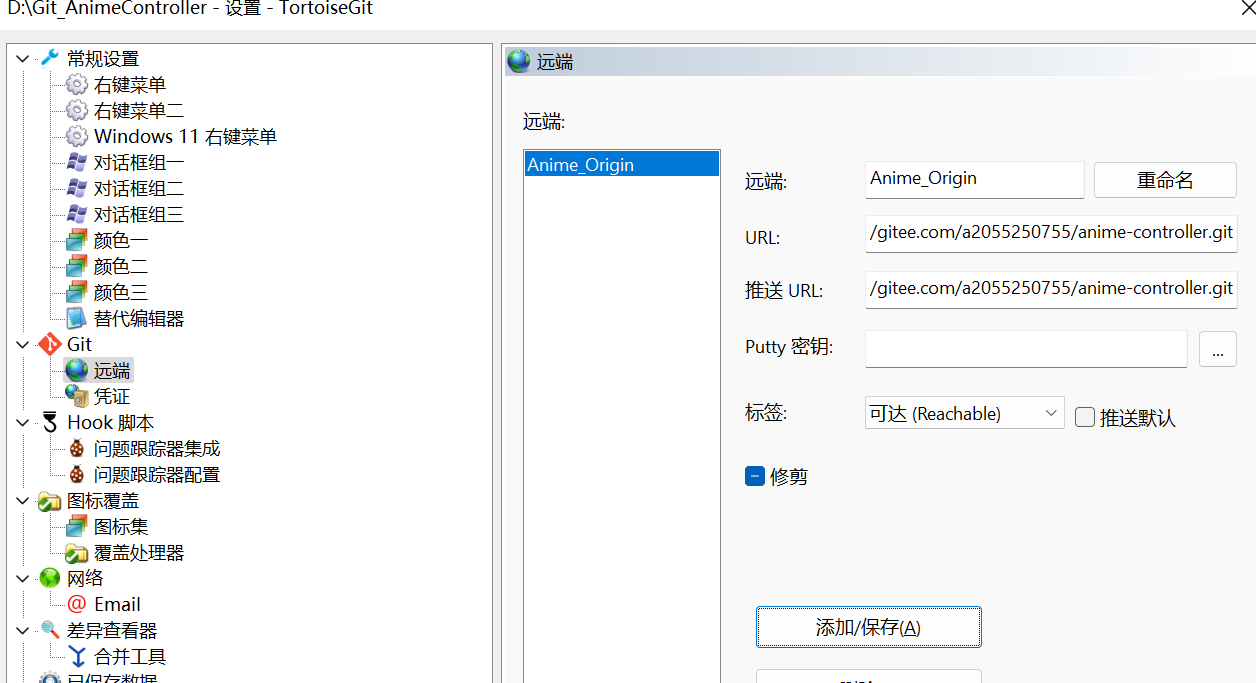 D:\Git_AnimeController - 设置 - TortoiseGit
常规设置
右键菜单
右键菜单二
Windows 11 右键菜单
对话框组一
对话框组二
对话框组三
颜色一
颜色二
颜色三
替代编辑器
Git
远端
凭证
Hook 脚本
问题跟踪器集成
问题跟踪器配置
图标覆盖
图标集
覆盖处理器
网络
Email
差异查看器
合并工具
已保存数据
远端
远端:
Anime_Origin
远端:
Anime_Origin
重命名
URL:
/gitee.com/a2055250755/anime-controller.git
推送 URL:
/gitee.com/a2055250755/anime-controller.git
Putty 密钥:
...
标签:
可达 (Reachable)
推送默认
修剪
添加/保存(A)